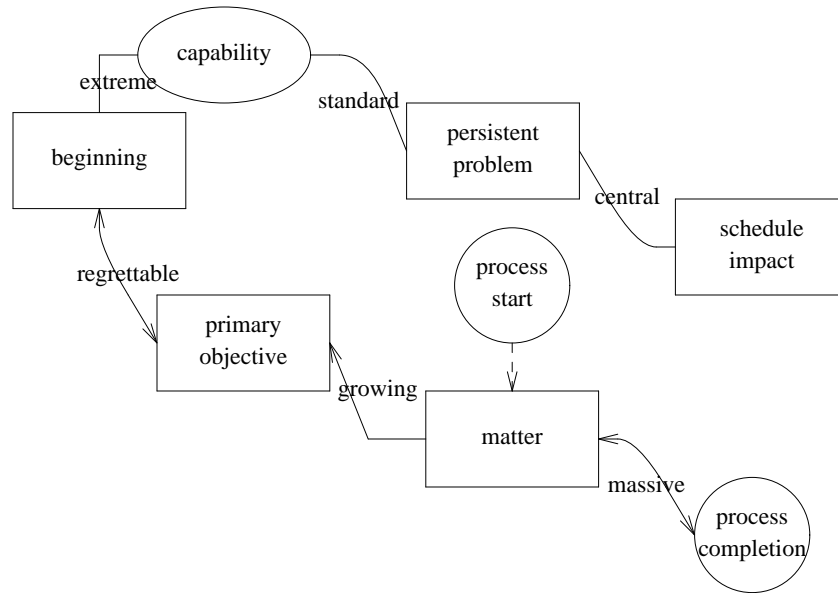 capability
extreme
standard
persistent
problem
beginning
central
schedule
impact
regrettable
process
start
primary
objective
growing
matter
massive
process
completion